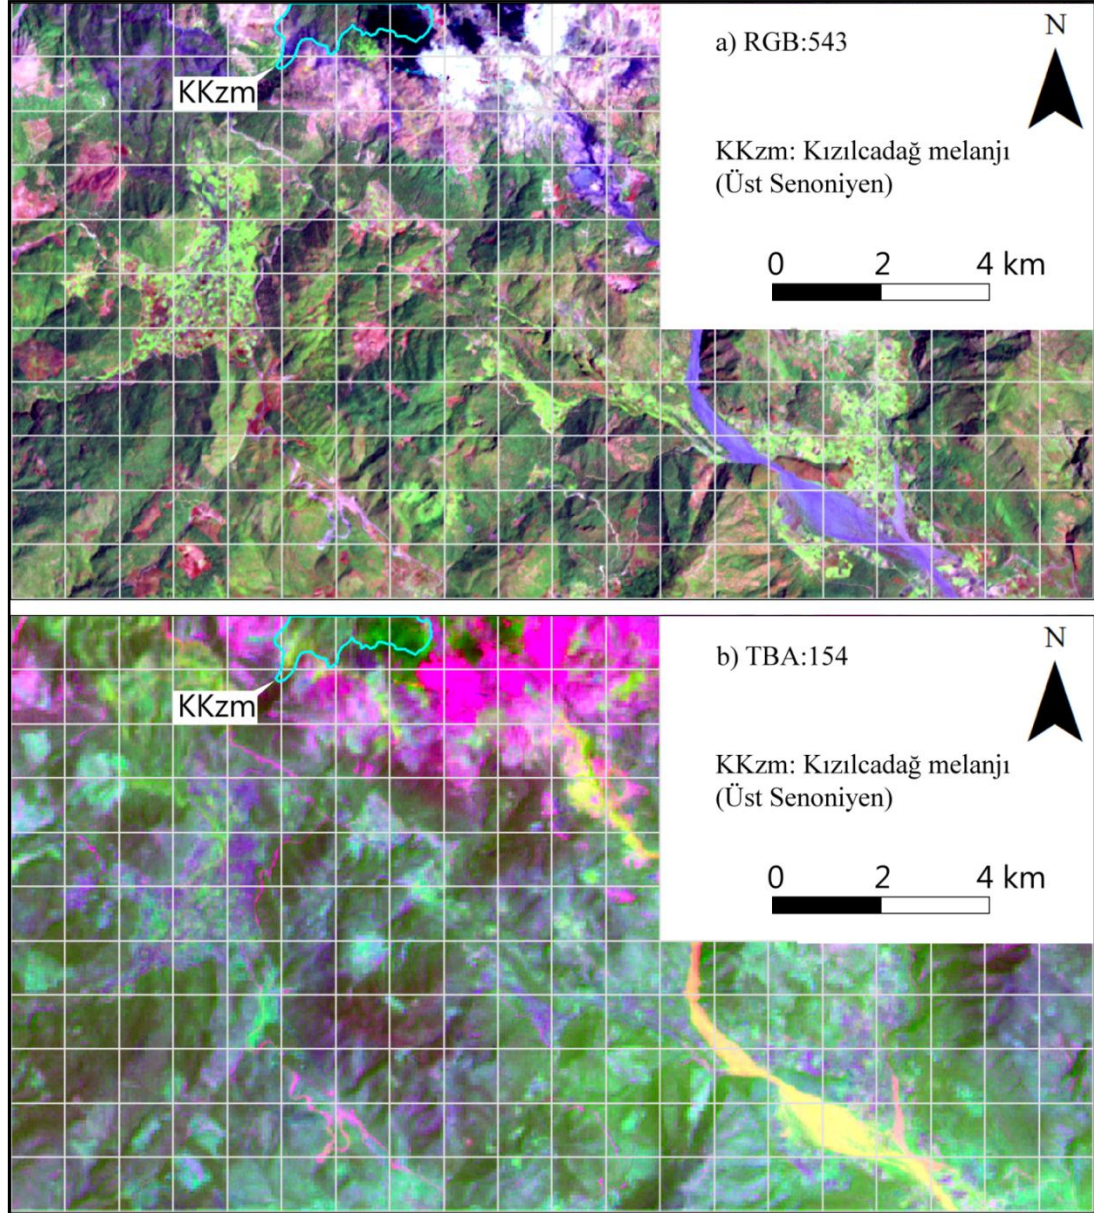 a) RGB:543
N
KKzm
KKzm: Kızılcadağ melanjı
(Üst Senoniyen)
0 2 4 km
b) TBA:154
N
KKzm
KKzm: Kızılcadağ melanjı
(Üst Senoniyen)
0 2 4 km